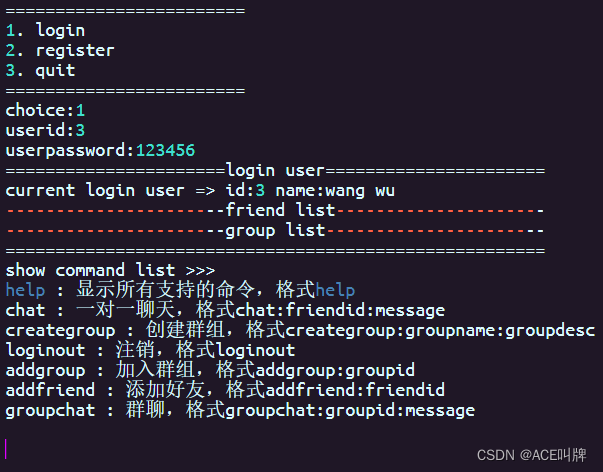 ========================
1. login
2. register
3. quit
========================
choice:1
userid:3
userpassword:123456
======================login user======================
current login user => id:3 name:wang wu
----------------------friend list---------------------
----------------------group list----------------------
======================================================
show command list >>>
help : 显示所有支持的命令，格式help
chat : 一对一聊天，格式chat:friendid:message
creategroup : 创建群组，格式creategroup:groupname:groupdesc
loginout : 注销，格式loginout
addgroup : 加入群组，格式addgroup:groupid
addfriend : 添加好友，格式addfriend:friendid
groupchat : 群聊，格式groupchat:groupid:message
CSDN @ACE叫牌